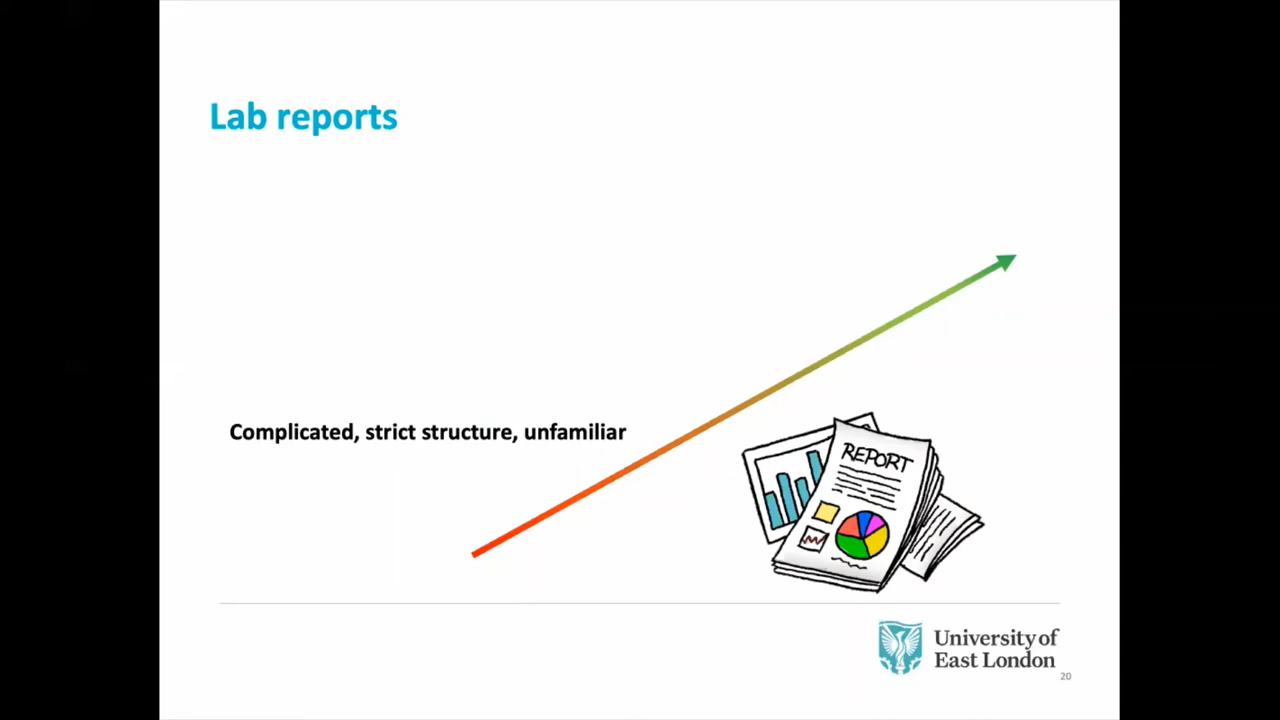 Lab reports
Complicated, strict structure, unfamiliar
REPORT
University of
East London
20